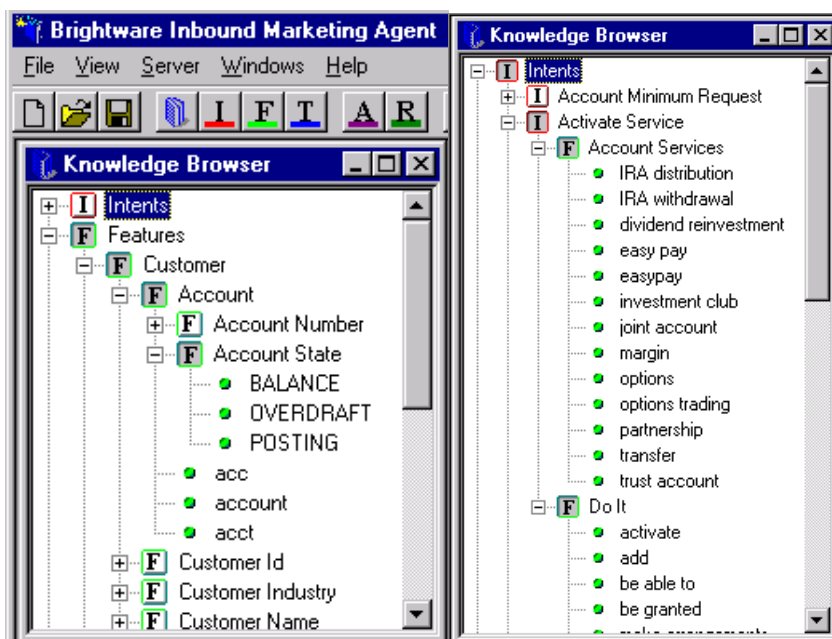 Brightware Inbound Marketing Agent
File View Server Windows Help
I F T A R
Knowledge Browser
I Intents
F Features
F Customer
F Account
F Account Number
F Account State
BALANCE
OVERDRAFT
POSTING
acc
account
acct
F Customer Id
F Customer Industry
F Customer Name
Knowledge Browser
I Intents
I Account Minimum Request
I Activate Service
F Account Services
IRA distribution
IRA withdrawal
dividend reinvestment
easy pay
easypay
investment club
joint account
margin
options
options trading
partnership
transfer
trust account
F Do It
activate
add
be able to
be granted
make arrangements